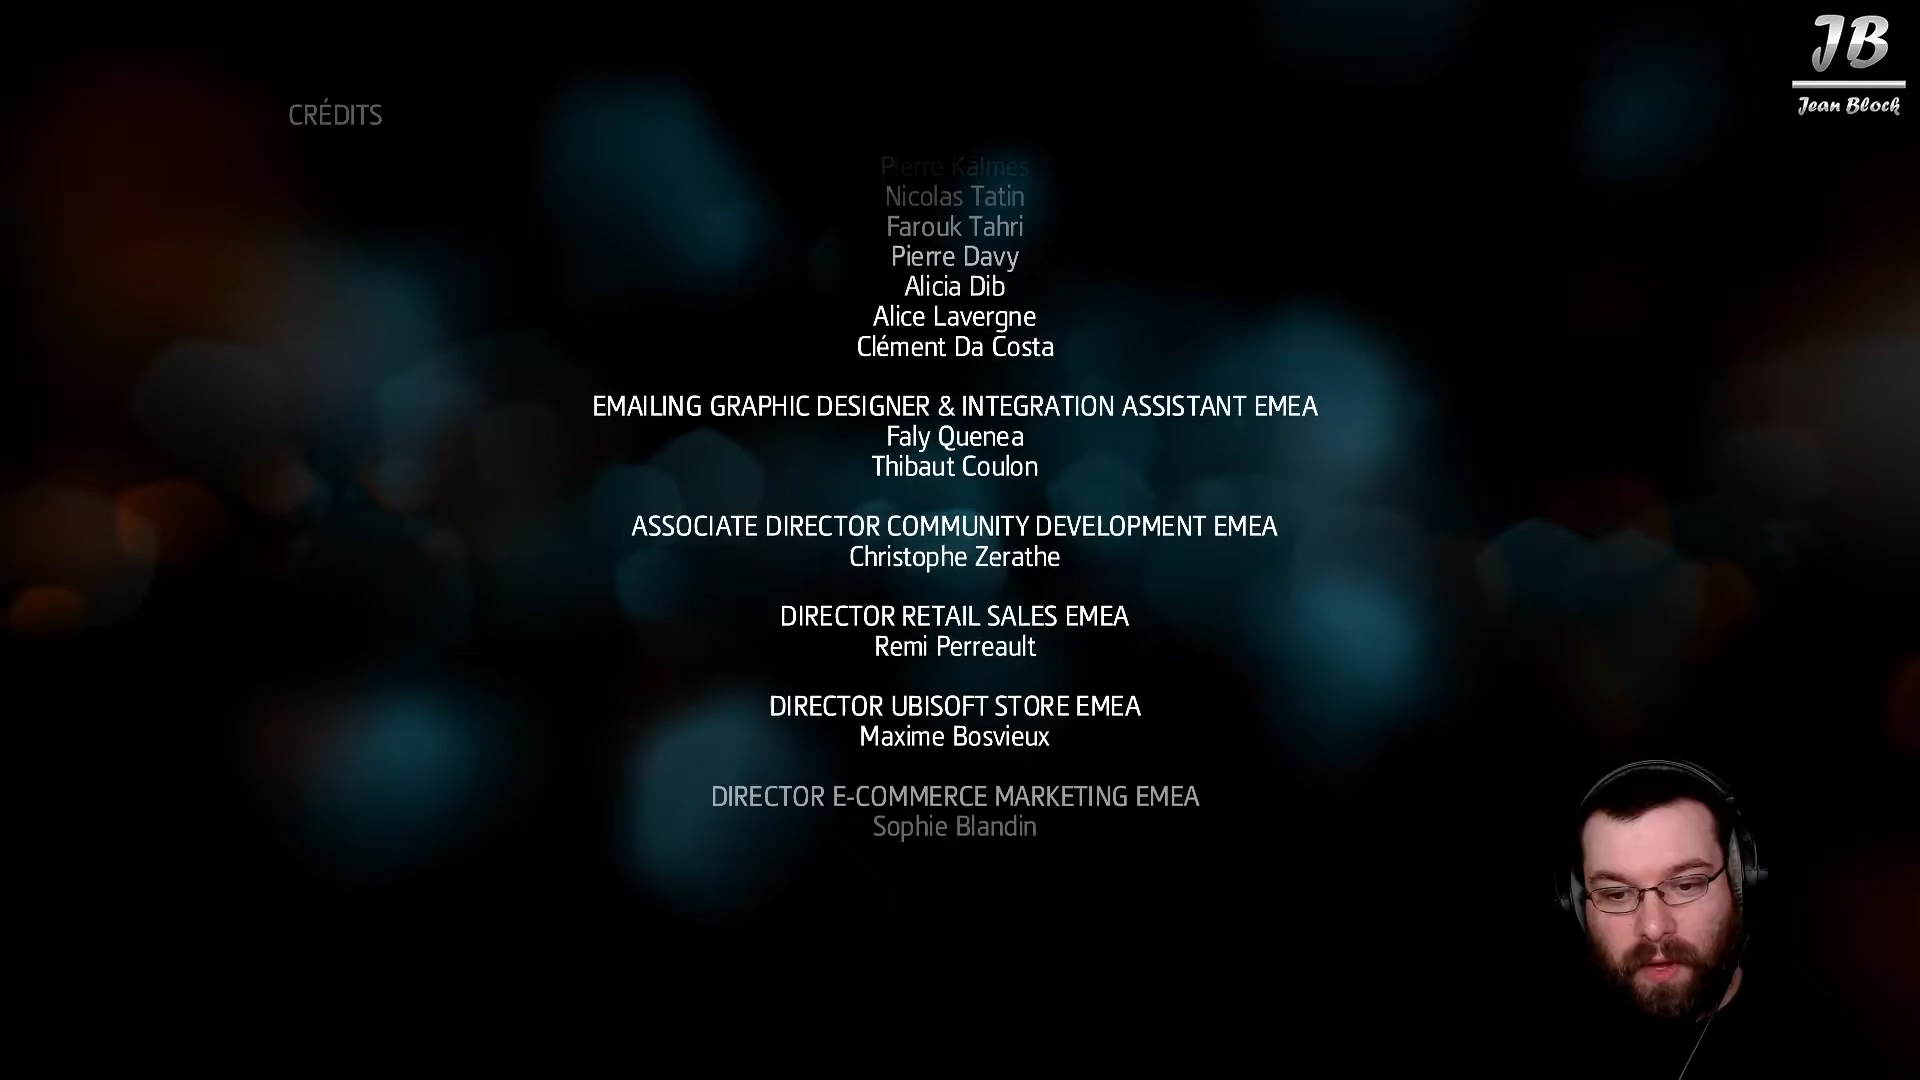 JB
Jean Block
CRÉDITS
Pierre Kalmes
Nicolas Tatin
Farouk Tahri
Pierre Davy
Alicia Dib
Alice Lavergne
Clément Da Costa
EMAILING GRAPHIC DESIGNER & INTEGRATION ASSISTANT EMEA
Faly Quenea
Thibaut Coulon
ASSOCIATE DIRECTOR COMMUNITY DEVELOPMENT EMEA
Christophe Zerathe
DIRECTOR RETAIL SALES EMEA
Remi Perreault
DIRECTOR UBISOFT STORE EMEA
Maxime Bosvieux
DIRECTOR E-COMMERCE MARKETING EMEA
Sophie Blandin